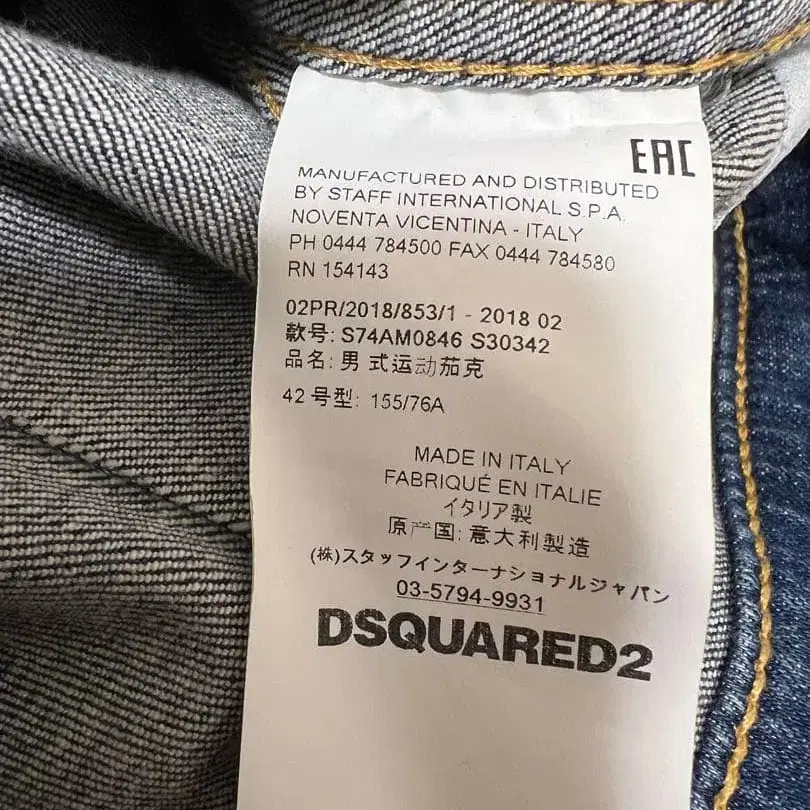 EAC
MANUFACTURED AND DISTRIBUTED
BY STAFF INTERNATIONAL S.P.A.
NOVENTA VICENTINA - ITALY
PH 0444 784500 FAX 0444 784580
RN 154143
02PR/2018/853/1 - 2018 02
款号: S74AM0846 S30342
品名: 男 式运动茄克
42 号型: 155/76A
MADE IN ITALY
FABRIQUÉ EN ITALIE
イタリア製
原产国: 意大利製造
(株)スタッフインターナショナルジャパン
03-5794-9931
DSQUARED2